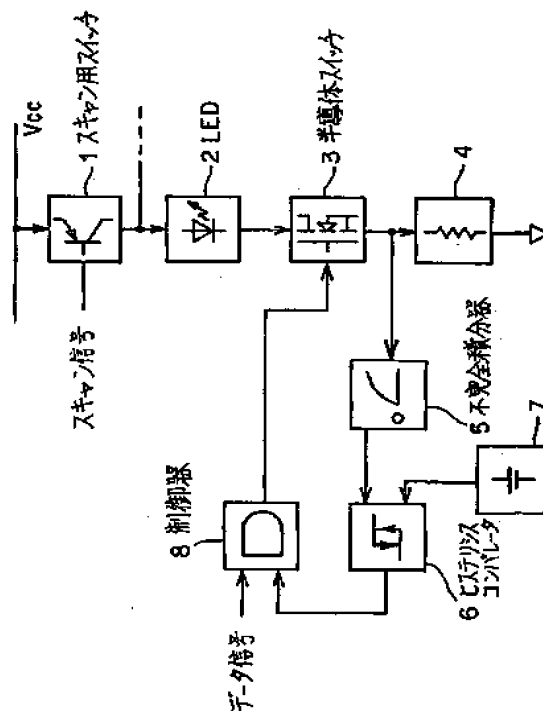 Vcc
1 スキャン用スイッチ
スキャン信号
2 LED
3 半導体スイッチ
4
5 不完全積分器
6 ヒステリシス
コンパレータ
7
8 制御器
データ信号